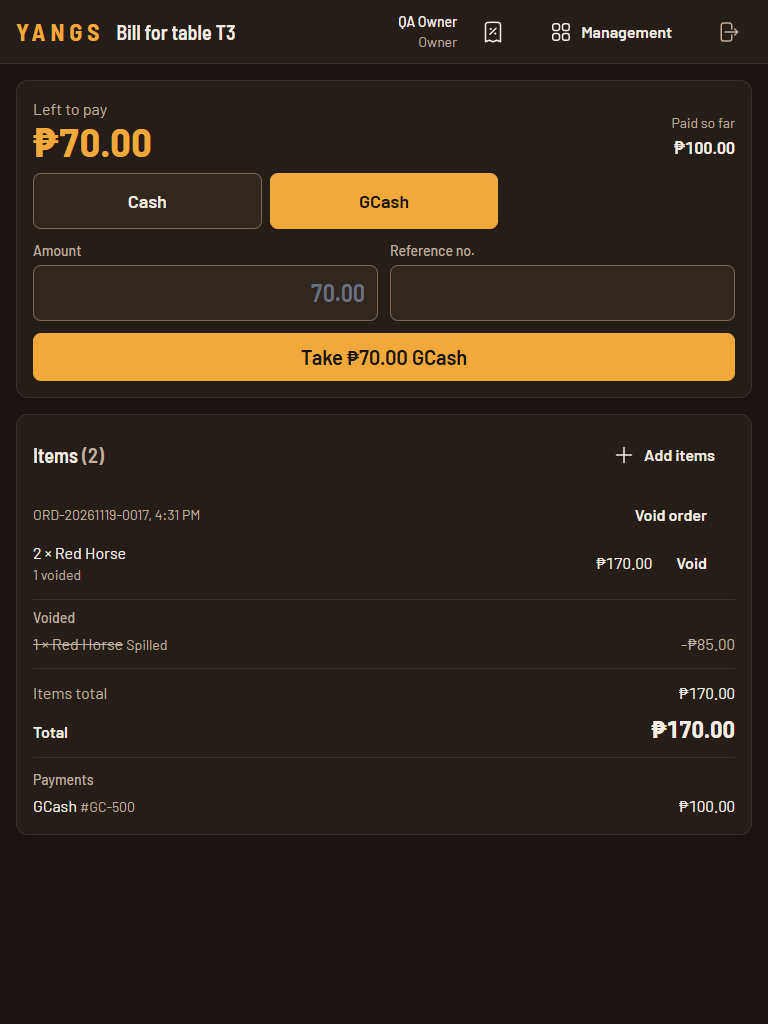 YANGS Bill for table T3
QA Owner
Owner
Management
Left to pay
₱70.00
Paid so far
₱100.00
Cash
GCash
Amount
Reference no.
70.00
Take ₱70.00 GCash
Items (2)
Add items
ORD-20261119-0017, 4:31 PM
Void order
2 × Red Horse
1 voided
₱170.00
Void
Voided
1 × Red Horse Spilled
-₱85.00
Items total
₱170.00
Total
₱170.00
Payments
GCash #GC-500
₱100.00